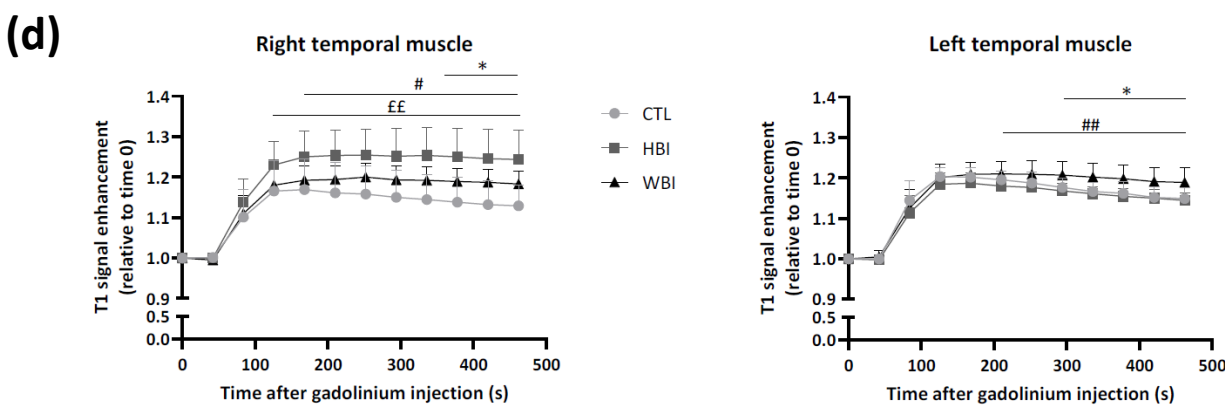 (d)
Right temporal muscle
T1 signal enhancement
(relative to time 0)
1.4
1.3
1.2
1.1
1.0
0.9
0.5
0.0
*
#
££
0
100
200
300
400
500
Time after gadolinium injection (s)
CTL
HBI
WBI
Left temporal muscle
T1 signal enhancement
(relative to time 0)
1.4
1.3
1.2
1.1
1.0
0.9
0.5
0.0
*
##
0
100
200
300
400
500
Time after gadolinium injection (s)